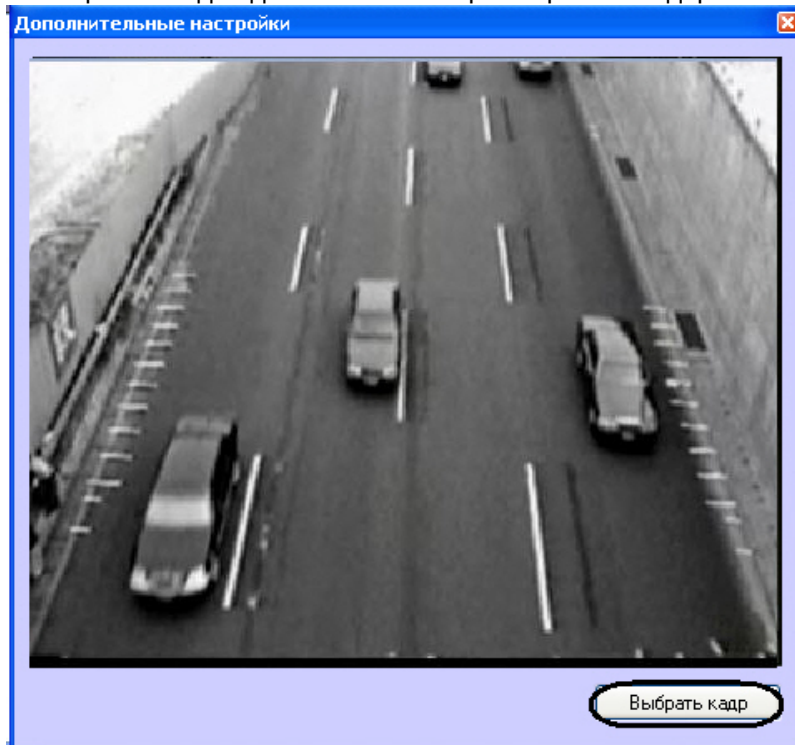 Дополнительные настройки
Выбрать кадр